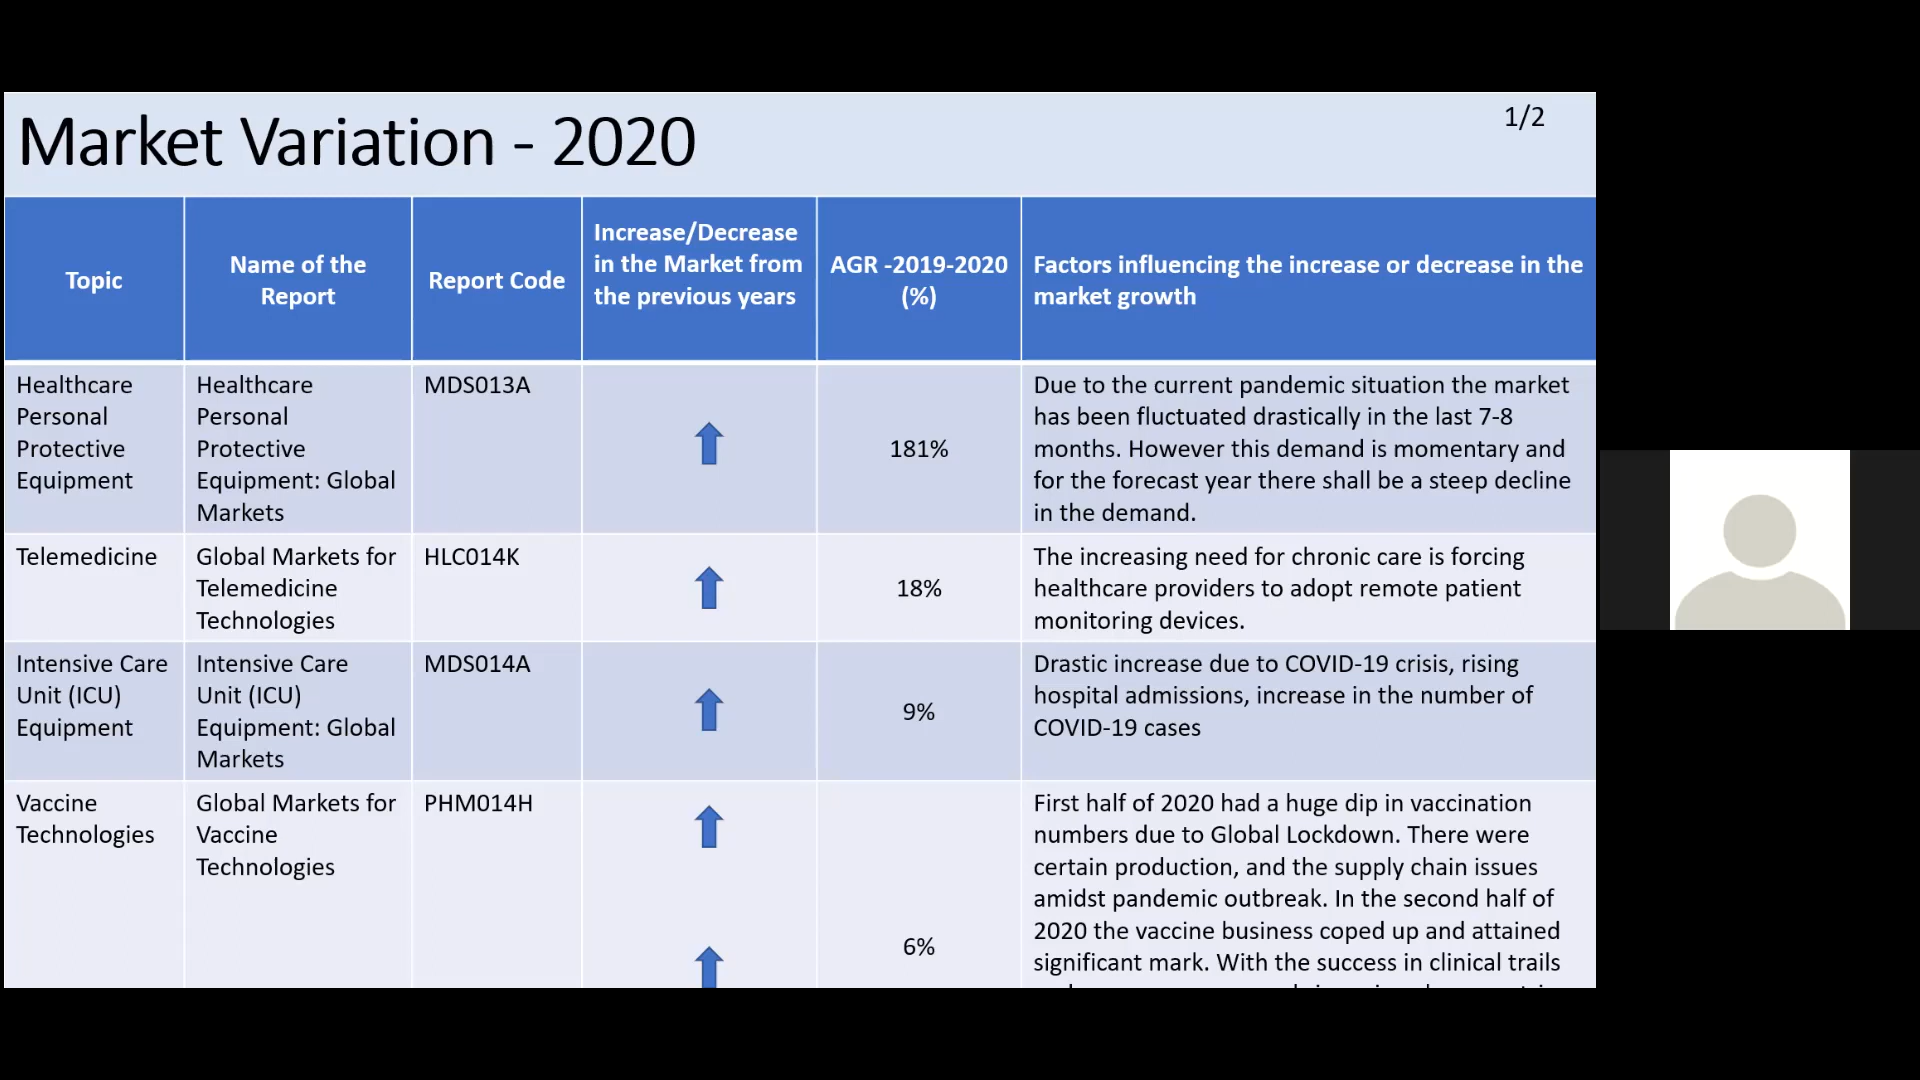 Market Variation - 2020
1/2
Topic
Name of the
Report
Report Code
Increase/Decrease
in the Market from
the previous years
AGR -2019-2020
(%)
Factors influencing the increase or decrease in the
market growth
Healthcare
Personal
Protective
Equipment
Healthcare
Personal
Protective
Equipment: Global
Markets
MDS013A
181%
Due to the current pandemic situation the market
has been fluctuated drastically in the last 7-8
months. However this demand is momentary and
for the forecast year there shall be a steep decline
in the demand.
Telemedicine
Global Markets for
Telemedicine
Technologies
HLC014K
18%
The increasing need for chronic care is forcing
healthcare providers to adopt remote patient
monitoring devices.
Intensive Care
Unit (ICU)
Equipment
Intensive Care
Unit (ICU)
Equipment: Global
Markets
MDS014A
9%
Drastic increase due to COVID-19 crisis, rising
hospital admissions, increase in the number of
COVID-19 cases
Vaccine
Technologies
Global Markets for
Vaccine
Technologies
PHM014H
6%
First half of 2020 had a huge dip in vaccination
numbers due to Global Lockdown. There were
certain production, and the supply chain issues
amidst pandemic outbreak. In the second half of
2020 the vaccine business coped up and attained
significant mark. With the success in clinical trails